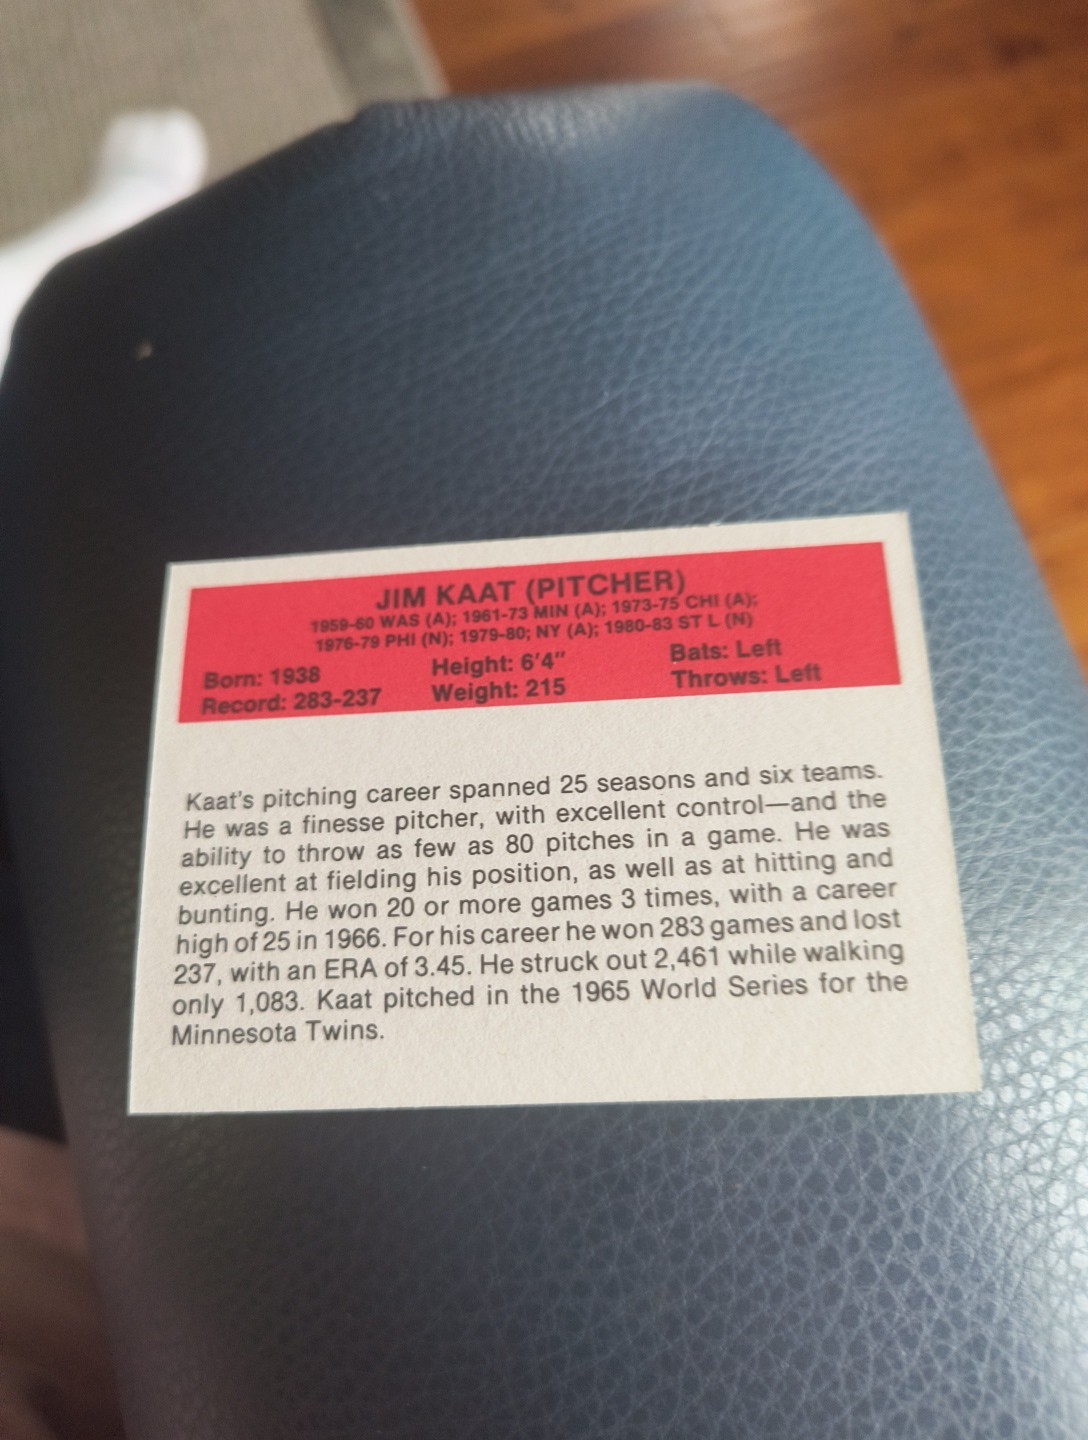 JIM KAAT (PITCHER)
1959-60 WAS (A); 1961-73 MIN (A); 1973-75 CHI (A);
1976-79 PHI (N); 1979-80; NY (A); 1980-83 ST L (N)
Born: 1938 Height: 6'4" Bats: Left
Record: 283-237 Weight: 215 Throws: Left
Kaat's pitching career spanned 25 seasons and six teams.
He was a finesse pitcher, with excellent control—and the
ability to throw as few as 80 pitches in a game. He was
excellent at fielding his position, as well as at hitting and
bunting. He won 20 or more games 3 times, with a career
high of 25 in 1966. For his career he won 283 games and lost
237, with an ERA of 3.45. He struck out 2,461 while walking
only 1,083. Kaat pitched in the 1965 World Series for the
Minnesota Twins.